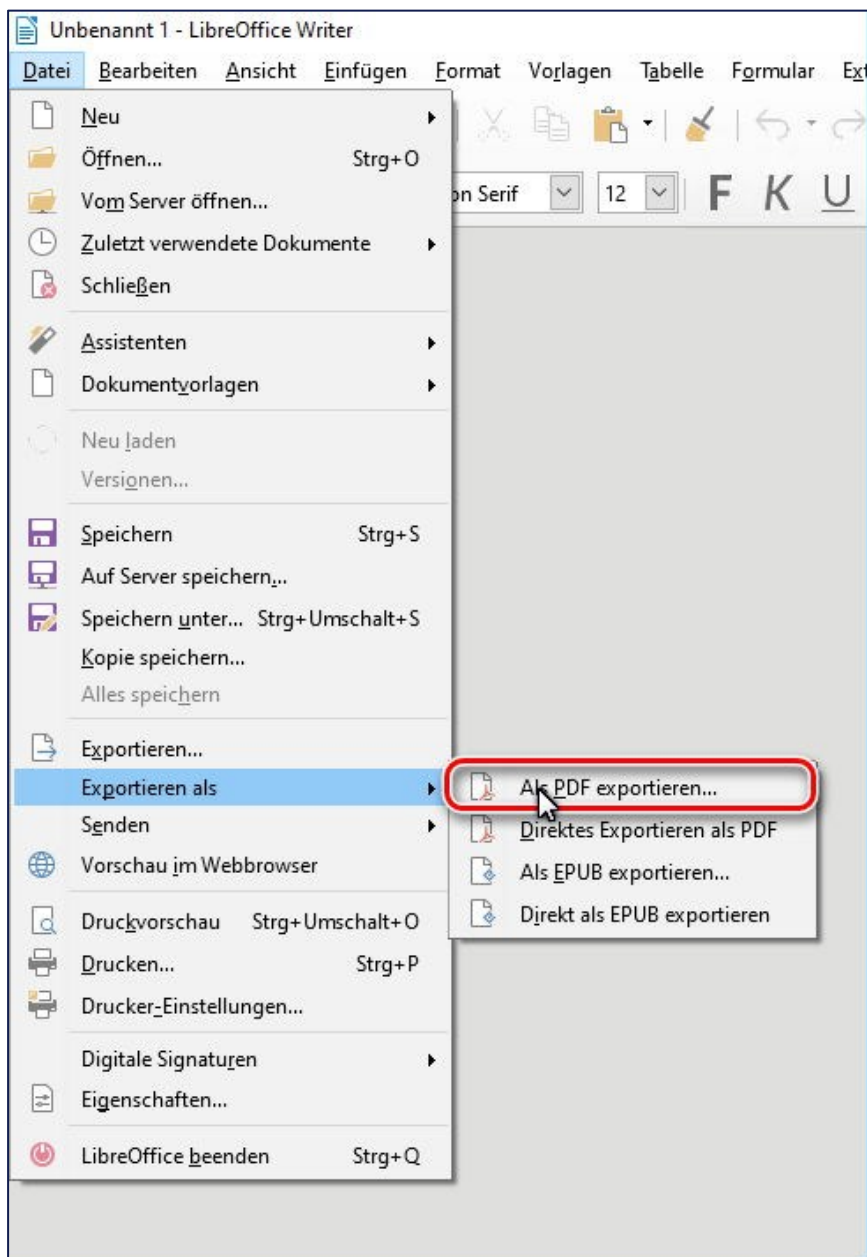 Unbenannt 1 - LibreOffice Writer
Datei Bearbeiten Ansicht Einfügen Format Vorlagen Tabelle Formular
Neu
Öffnen... Strg+O
Vom Server öffnen...
Serif 12 F K U
Zuletzt verwendete Dokumente
Schließen
Assistenten
Dokumentvorlagen
Neu laden
Versionen...
Speichern Strg+S
Auf Server speichern...
Speichern unter... Strg+Umschalt+S
Kopie speichern...
Alles speichern
Exportieren...
Exportieren als
Als PDF exportieren...
Senden
Direktes Exportieren als PDF
Vorschau im Webbrowser
Als EPUB exportieren...
Druckvorschau Strg+Umschalt+O
Direkt als EPUB exportieren
Drucken... Strg+P
Drucker-Einstellungen...
Digitale Signaturen
Eigenschaften...
LibreOffice beenden Strg+Q